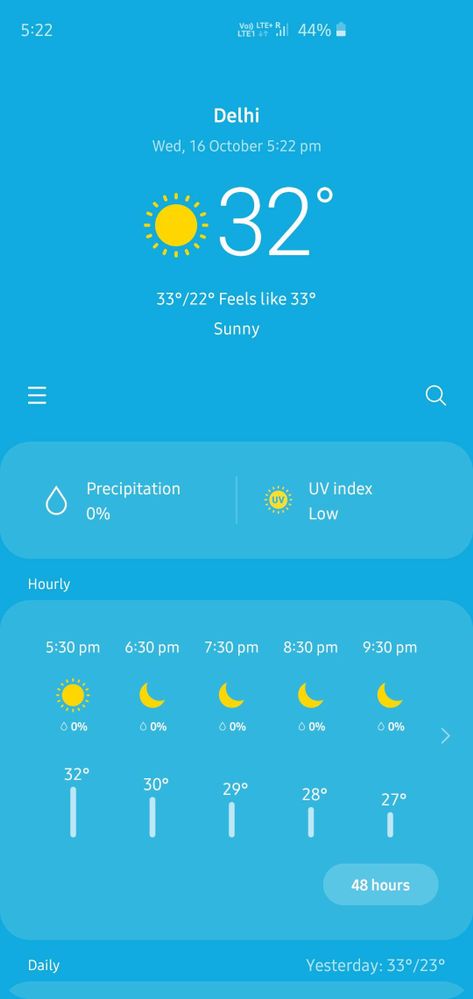 5:22
Vo)) LTE+ R
LTE1 ↓↑
44%
Delhi
Wed, 16 October 5:22 pm
32°
33°/22° Feels like 33°
Sunny
Precipitation
0%
UV
UV index
Low
Hourly
5:30 pm 6:30 pm 7:30 pm 8:30 pm 9:30 pm
0% 0% 0% 0% 0%
32° 30° 29° 28° 27°
48 hours
Daily
Yesterday: 33°/23°